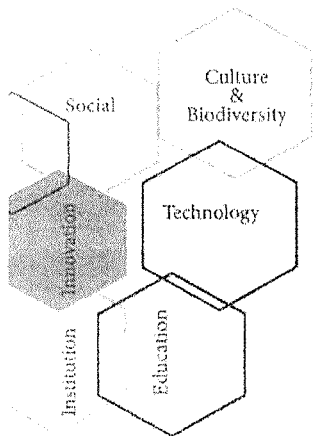 Culture
&
Biodiversity
Social
Technology
Innovation
Education
Institution